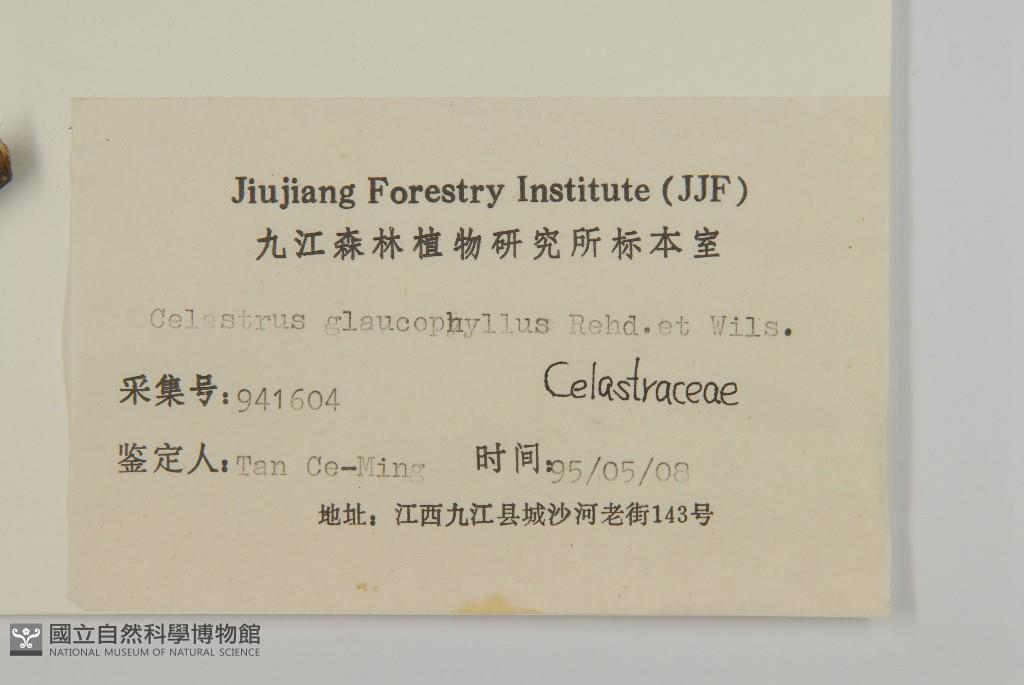 Jiujiang Forestry Institute (JJF)
九江森林植物研究所标本室
Celastrus glaucophyllus Rehd.et Wils.
采集号:941604
Celastraceae
鉴定人:Tan Ce-Ming 时间:95/05/08
地址：江西九江县城沙河老街143号
國立自然科學博物館
NATIONAL MUSEUM OF NATURAL SCIENCE